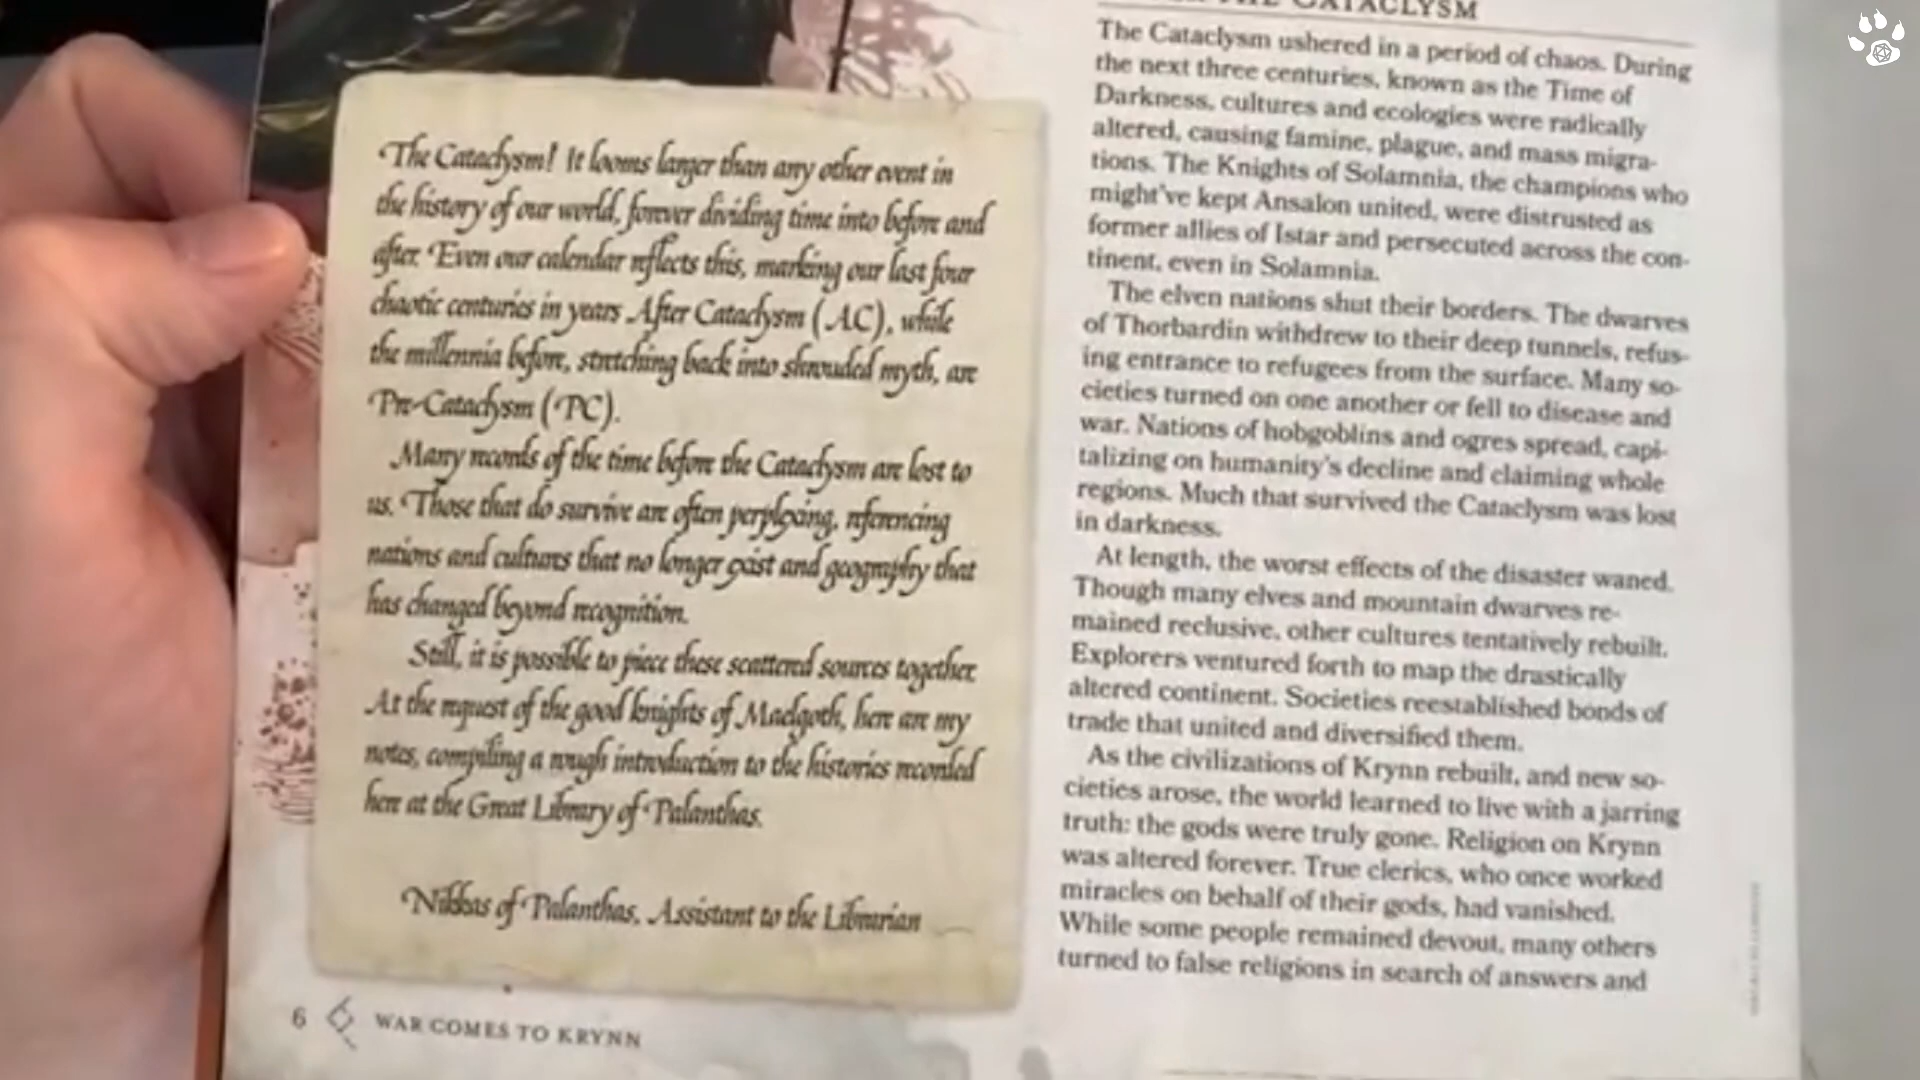 The Cataclysm! It looms larger than any other event in
the history of our world, forever dividing time into before and
after. Even our calendar reflects this, marking our last four
chaotic centuries in years After Cataclysm (AC), while
the millennia before, stretching back into shrouded myth, are
Pre-Cataclysm (PC).
Many records of the time before the Cataclysm are lost to
us. Those that do survive are often perplexing, referencing
nations and cultures that no longer exist and geography that
has changed beyond recognition.
Still, it is possible to piece these scattered sources together.
At the request of the good knights of Maelgoth, here are my
notes, compiling a rough introduction to the histories recorded
here at the Great Library of Palanthas.
Nikkas of Palanthas, Assistant to the Librarian
6 WAR COMES TO KRYNN
THE CATACLYSM
The Cataclysm ushered in a period of chaos. During
the next three centuries, known as the Time of
Darkness, cultures and ecologies were radically
altered, causing famine, plague, and mass migra-
tions. The Knights of Solamnia, the champions who
might've kept Ansalon united, were distrusted as
former allies of Istar and persecuted across the con-
tinent, even in Solamnia.
The elven nations shut their borders. The dwarves
of Thorbardin withdrew to their deep tunnels, refus-
ing entrance to refugees from the surface. Many so-
cieties turned on one another or fell to disease and
war. Nations of hobgoblins and ogres spread, capi-
talizing on humanity's decline and claiming whole
regions. Much that survived the Cataclysm was lost
in darkness.
At length, the worst effects of the disaster waned.
Though many elves and mountain dwarves re-
mained reclusive, other cultures tentatively rebuilt.
Explorers ventured forth to map the drastically
altered continent. Societies reestablished bonds of
trade that united and diversified them.
As the civilizations of Krynn rebuilt, and new so-
cieties arose, the world learned to live with a jarring
truth: the gods were truly gone. Religion on Krynn
was altered forever. True clerics, who once worked
miracles on behalf of their gods, had vanished.
While some people remained devout, many others
turned to false religions in search of answers and